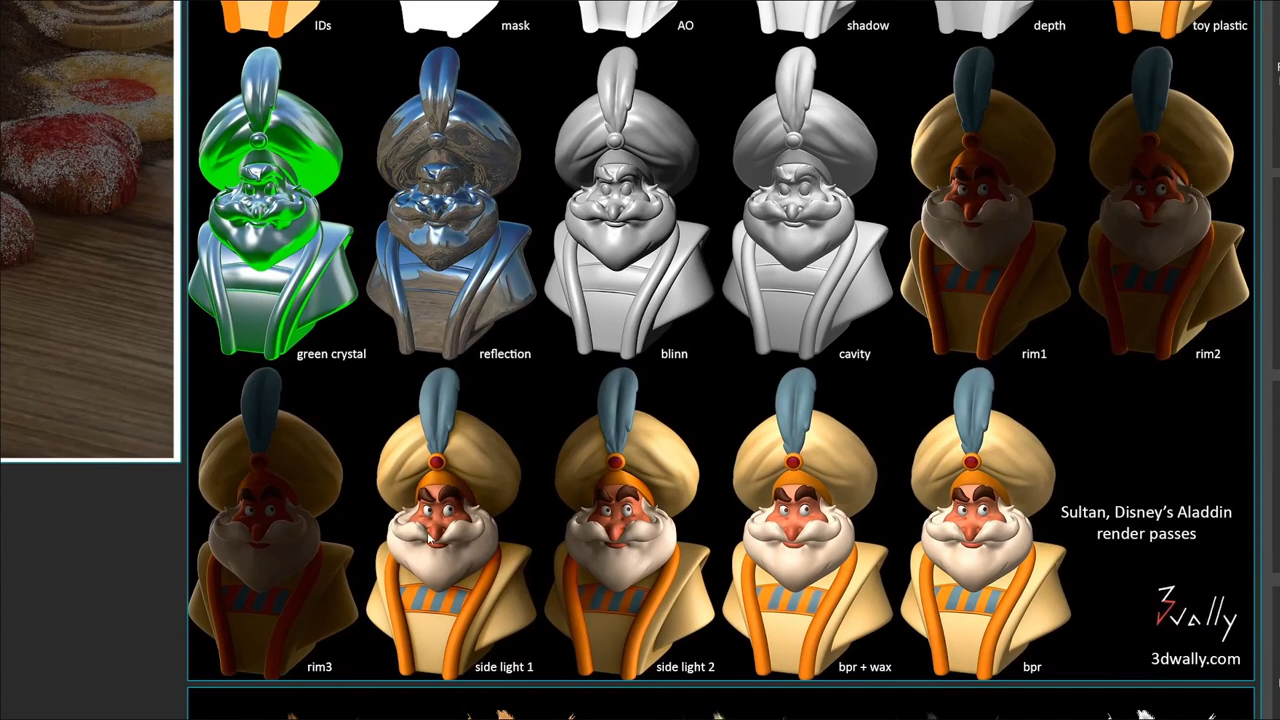 IDs mask AO shadow depth toy plastic
green crystal reflection blinn cavity rim1 rim2
Sultan, Disney's Aladdin
render passes
3wally
3dwally.com
rim3 side light 1 side light 2 bpr + wax bpr